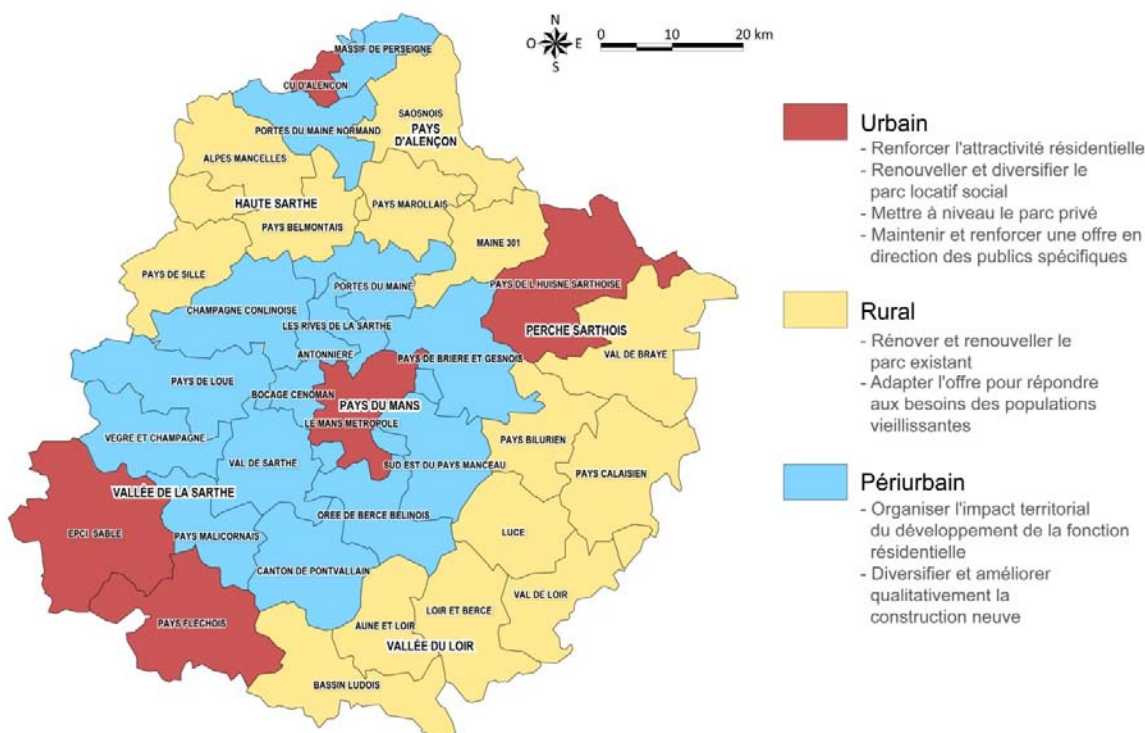 N
O E
S
0 10 20 km
MASSIF DE PERSEIGNE
CU D'ALENCON
SAOSNOIS
PAYS
D'ALENÇON
PORTES DU MAINE NORMAND
ALPES MANCELLES
HAUTE SARTHE
PAYS MAROLLAIS
PAYS BELMONTAIS
MAINE 301
PAYS DE SILLE
PORTES DU MAINE
PAYS DE L HUISNE SARTHOISE
CHAMPAGNE CONLINOISE
LES RIVES DE LA SARTHE
PERCHE SARTHOIS
ANTONNIERE
PAYS DE BRIERE ET GESNOIS
VAL DE BRAYE
PAYS DE LOUE
BOCAGE CENOMAN
PAYS DU MANS
LE MANS METROPOLE
VEGRE ET CHAMPAGNE
PAYS BILURIEN
VAL DE SARTHE
SUD EST DU PAYS MANCEAU
PAYS CALAISIEN
VALLÉE DE LA SARTHE
OREE DE BERCE BELINOIS
EPCI SABLE
PAYS MALICORNAIS
LUCE
CANTON DE PONTVALLAIN
VAL DE LOIR
LOIR ET BERCE
PAYS FLECHOIS
AUNE ET LOIR
VALLÉE DU LOIR
BASSIN LUDOIS
Urbain
- Renforcer l'attractivité résidentielle
- Renouveller et diversifier le
parc locatif social
- Mettre à niveau le parc privé
- Maintenir et renforcer une offre en
direction des publics spécifiques
Rural
- Rénover et renouveller le
parc existant
- Adapter l'offre pour répondre
aux besoins des populations
vieillissantes
Périurbain
- Organiser l'impact territorial
du développement de la fonction
résidentielle
- Diversifier et améliorer
qualitativement la
construction neuve